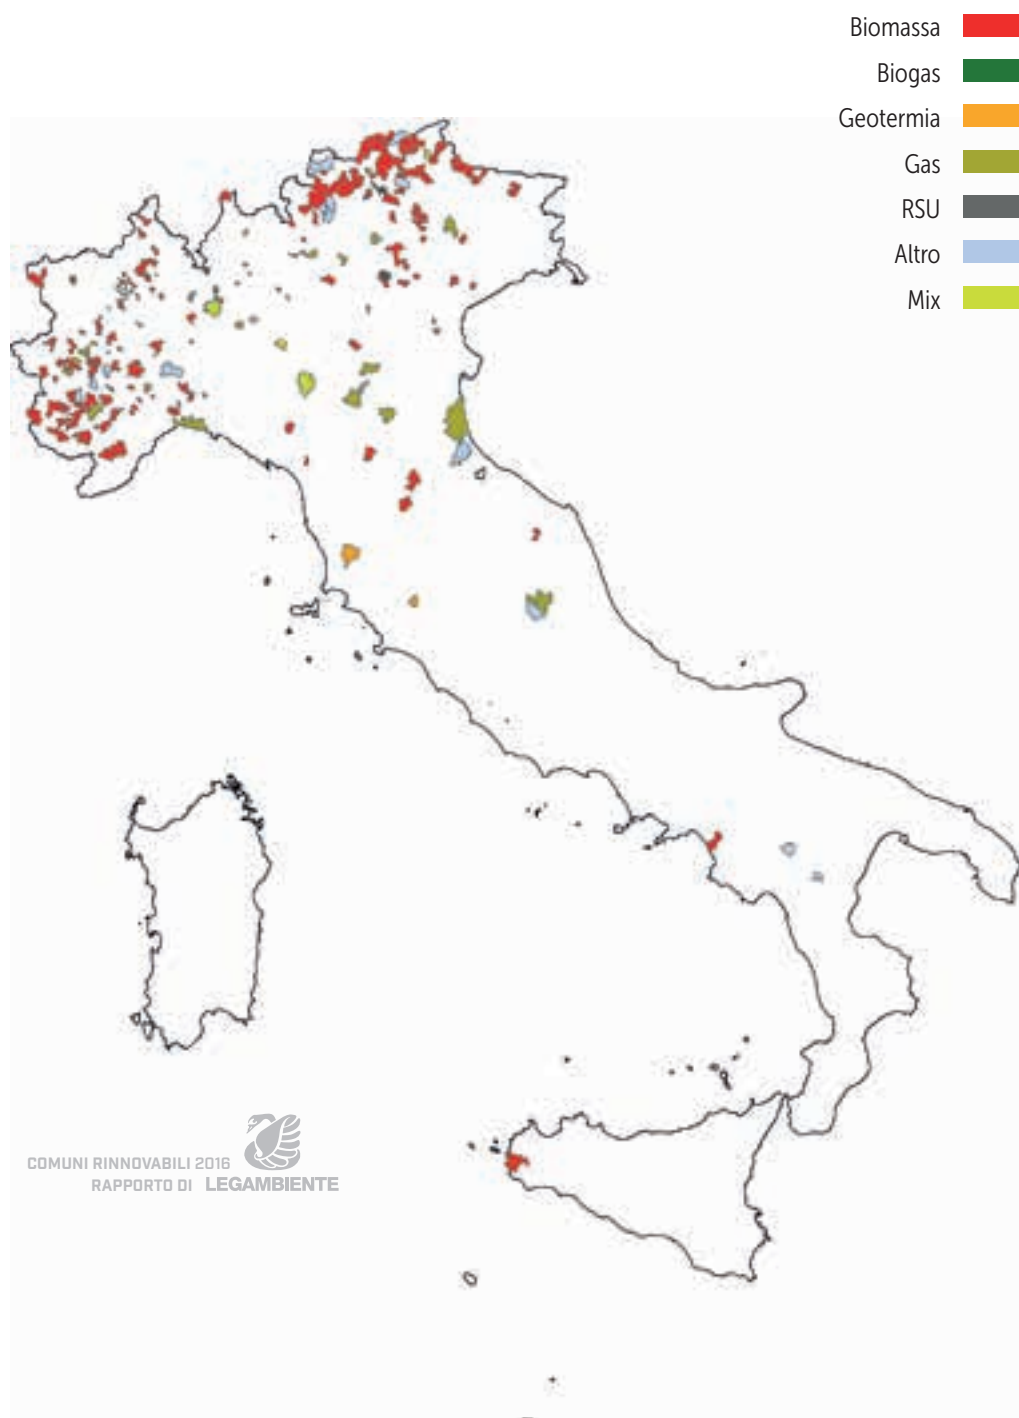 Biomassa
Biogas
Geotermia
Gas
RSU
Altro
Mix
COMUNI RINNOVABILI 2016
RAPPORTO DI LEGAMBIENTE